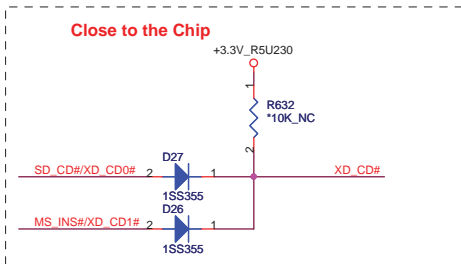 Close to the Chip
+3.3V_R5U230
1
R632
*10K_NC
2
D27
SD_CD#/XD_CD0# 2 1 XD_CD#
1SS355
D26
MS_INS#/XD_CD1# 2 1
1SS355